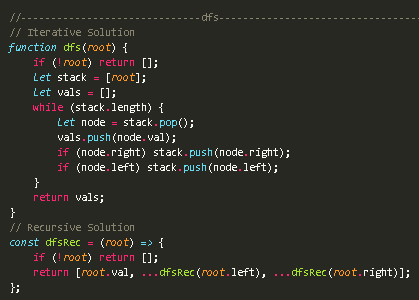 //------------------------------dfs----------------------------------
// Iterative Solution
function dfs(root) {
    if (!root) return [];
    Let stack = [root];
    Let vals = [];
    while (stack.length) {
        Let node = stack.pop();
        vals.push(node.val);
        if (node.right) stack.push(node.right);
        if (node.left) stack.push(node.left);
    }
    return vals;
}
// Recursive Solution
const dfsRec = (root) => {
    if (!root) return [];
    return [root.val, ...dfsRec(root.left), ...dfsRec(root.right)];
};